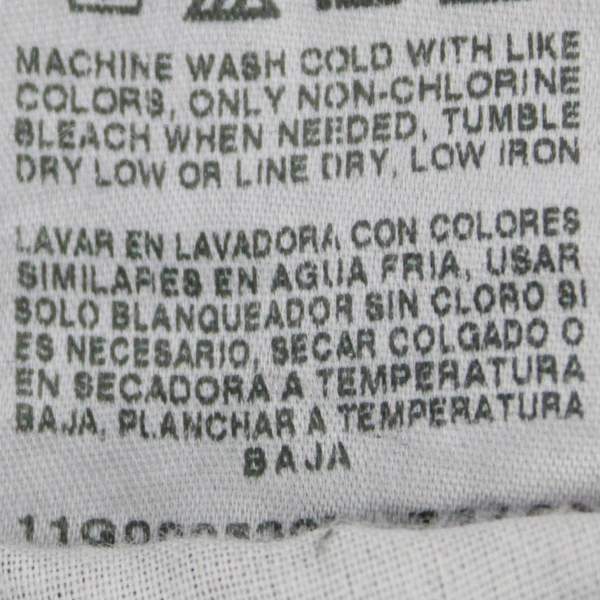 MACHINE WASH COLD WITH LIKE
COLORS, ONLY NON-CHLORINE
BLEACH WHEN NEEDED, TUMBLE
DRY LOW OR LINE DRY, LOW IRON
LAVAR EN LAVADORA CON COLORES
SIMILARES EN AGUA FRIA, USAR
SOLO BLANQUEADOR SIN CLORO SI
ES NECESARIO, SECAR COLGADO O
EN SECADORA A TEMPERATURA
BAJA, PLANCHAR A TEMPERATURA
BAJA